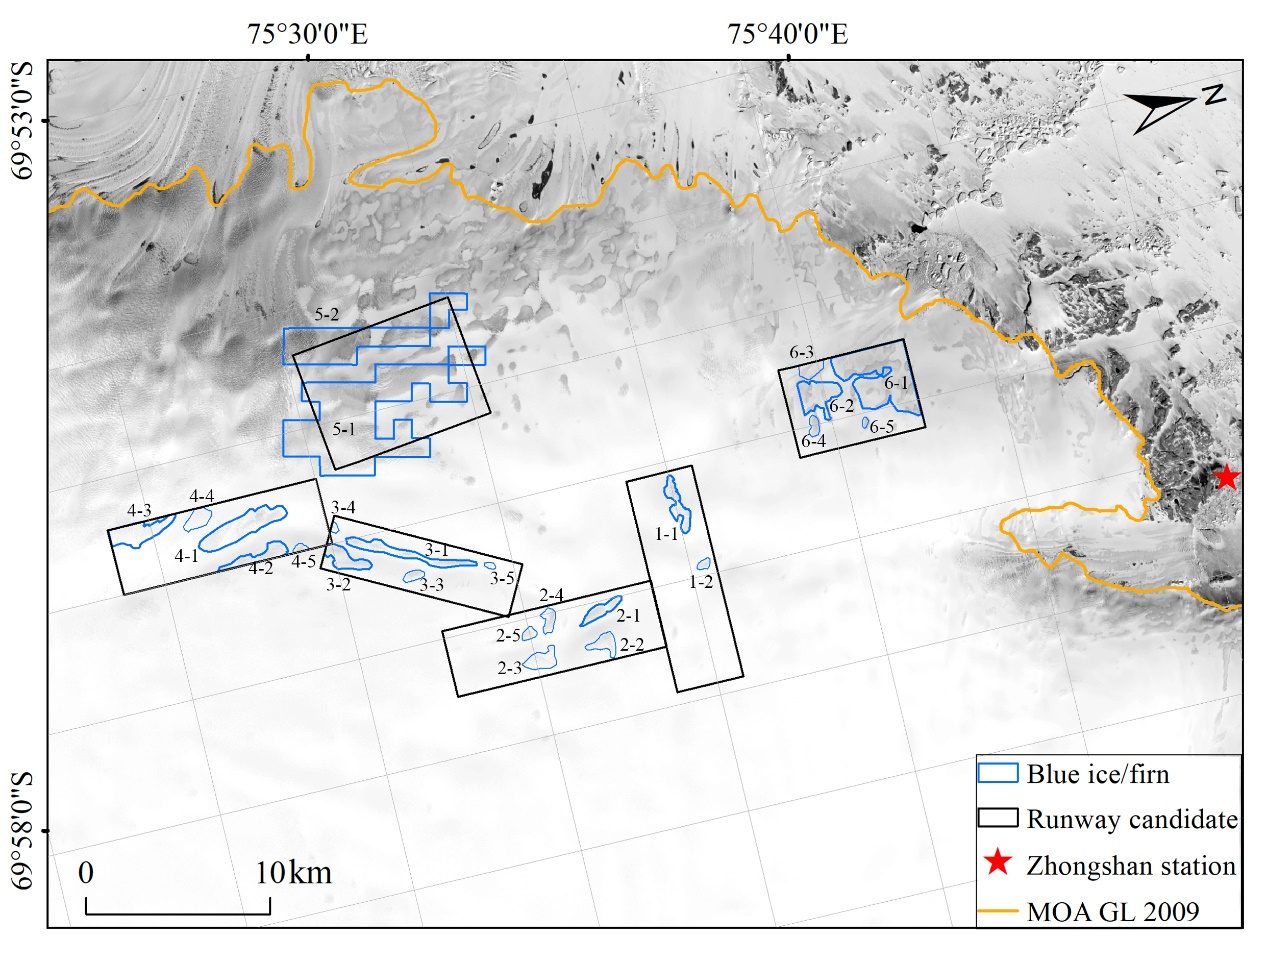 75°30'0"E
75°40'0"E
69°53'0"S
N
5-2
6-3
6-1
6-2
5-1
6-4
6-5
4-4
4-3
3-4
1-1
3-1
4-1
4-5
4-2
3-5
3-2
3-3
1-2
2-4
2-1
2-5
2-2
2-3
69°58'0"S
Blue ice/firn
Runway candidate
Zhongshan station
MOA GL 2009
0
10km